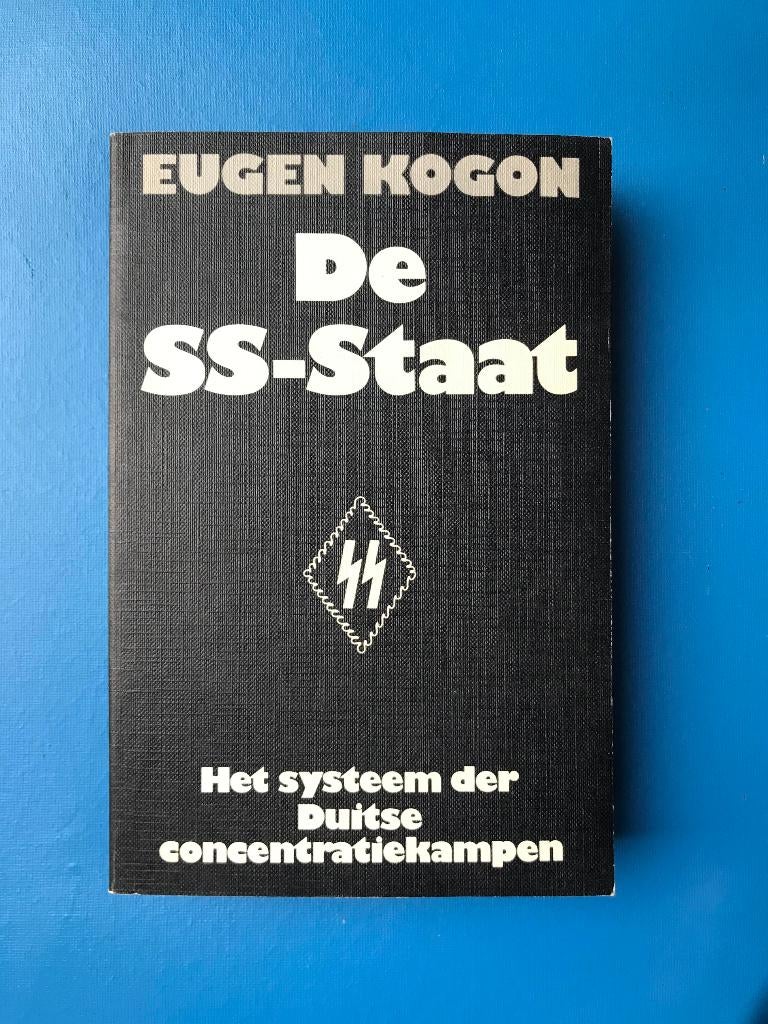 EUGEN KOGON
De
SS-Staat
SS
Het systeem der
Duitse
concentratiekampen